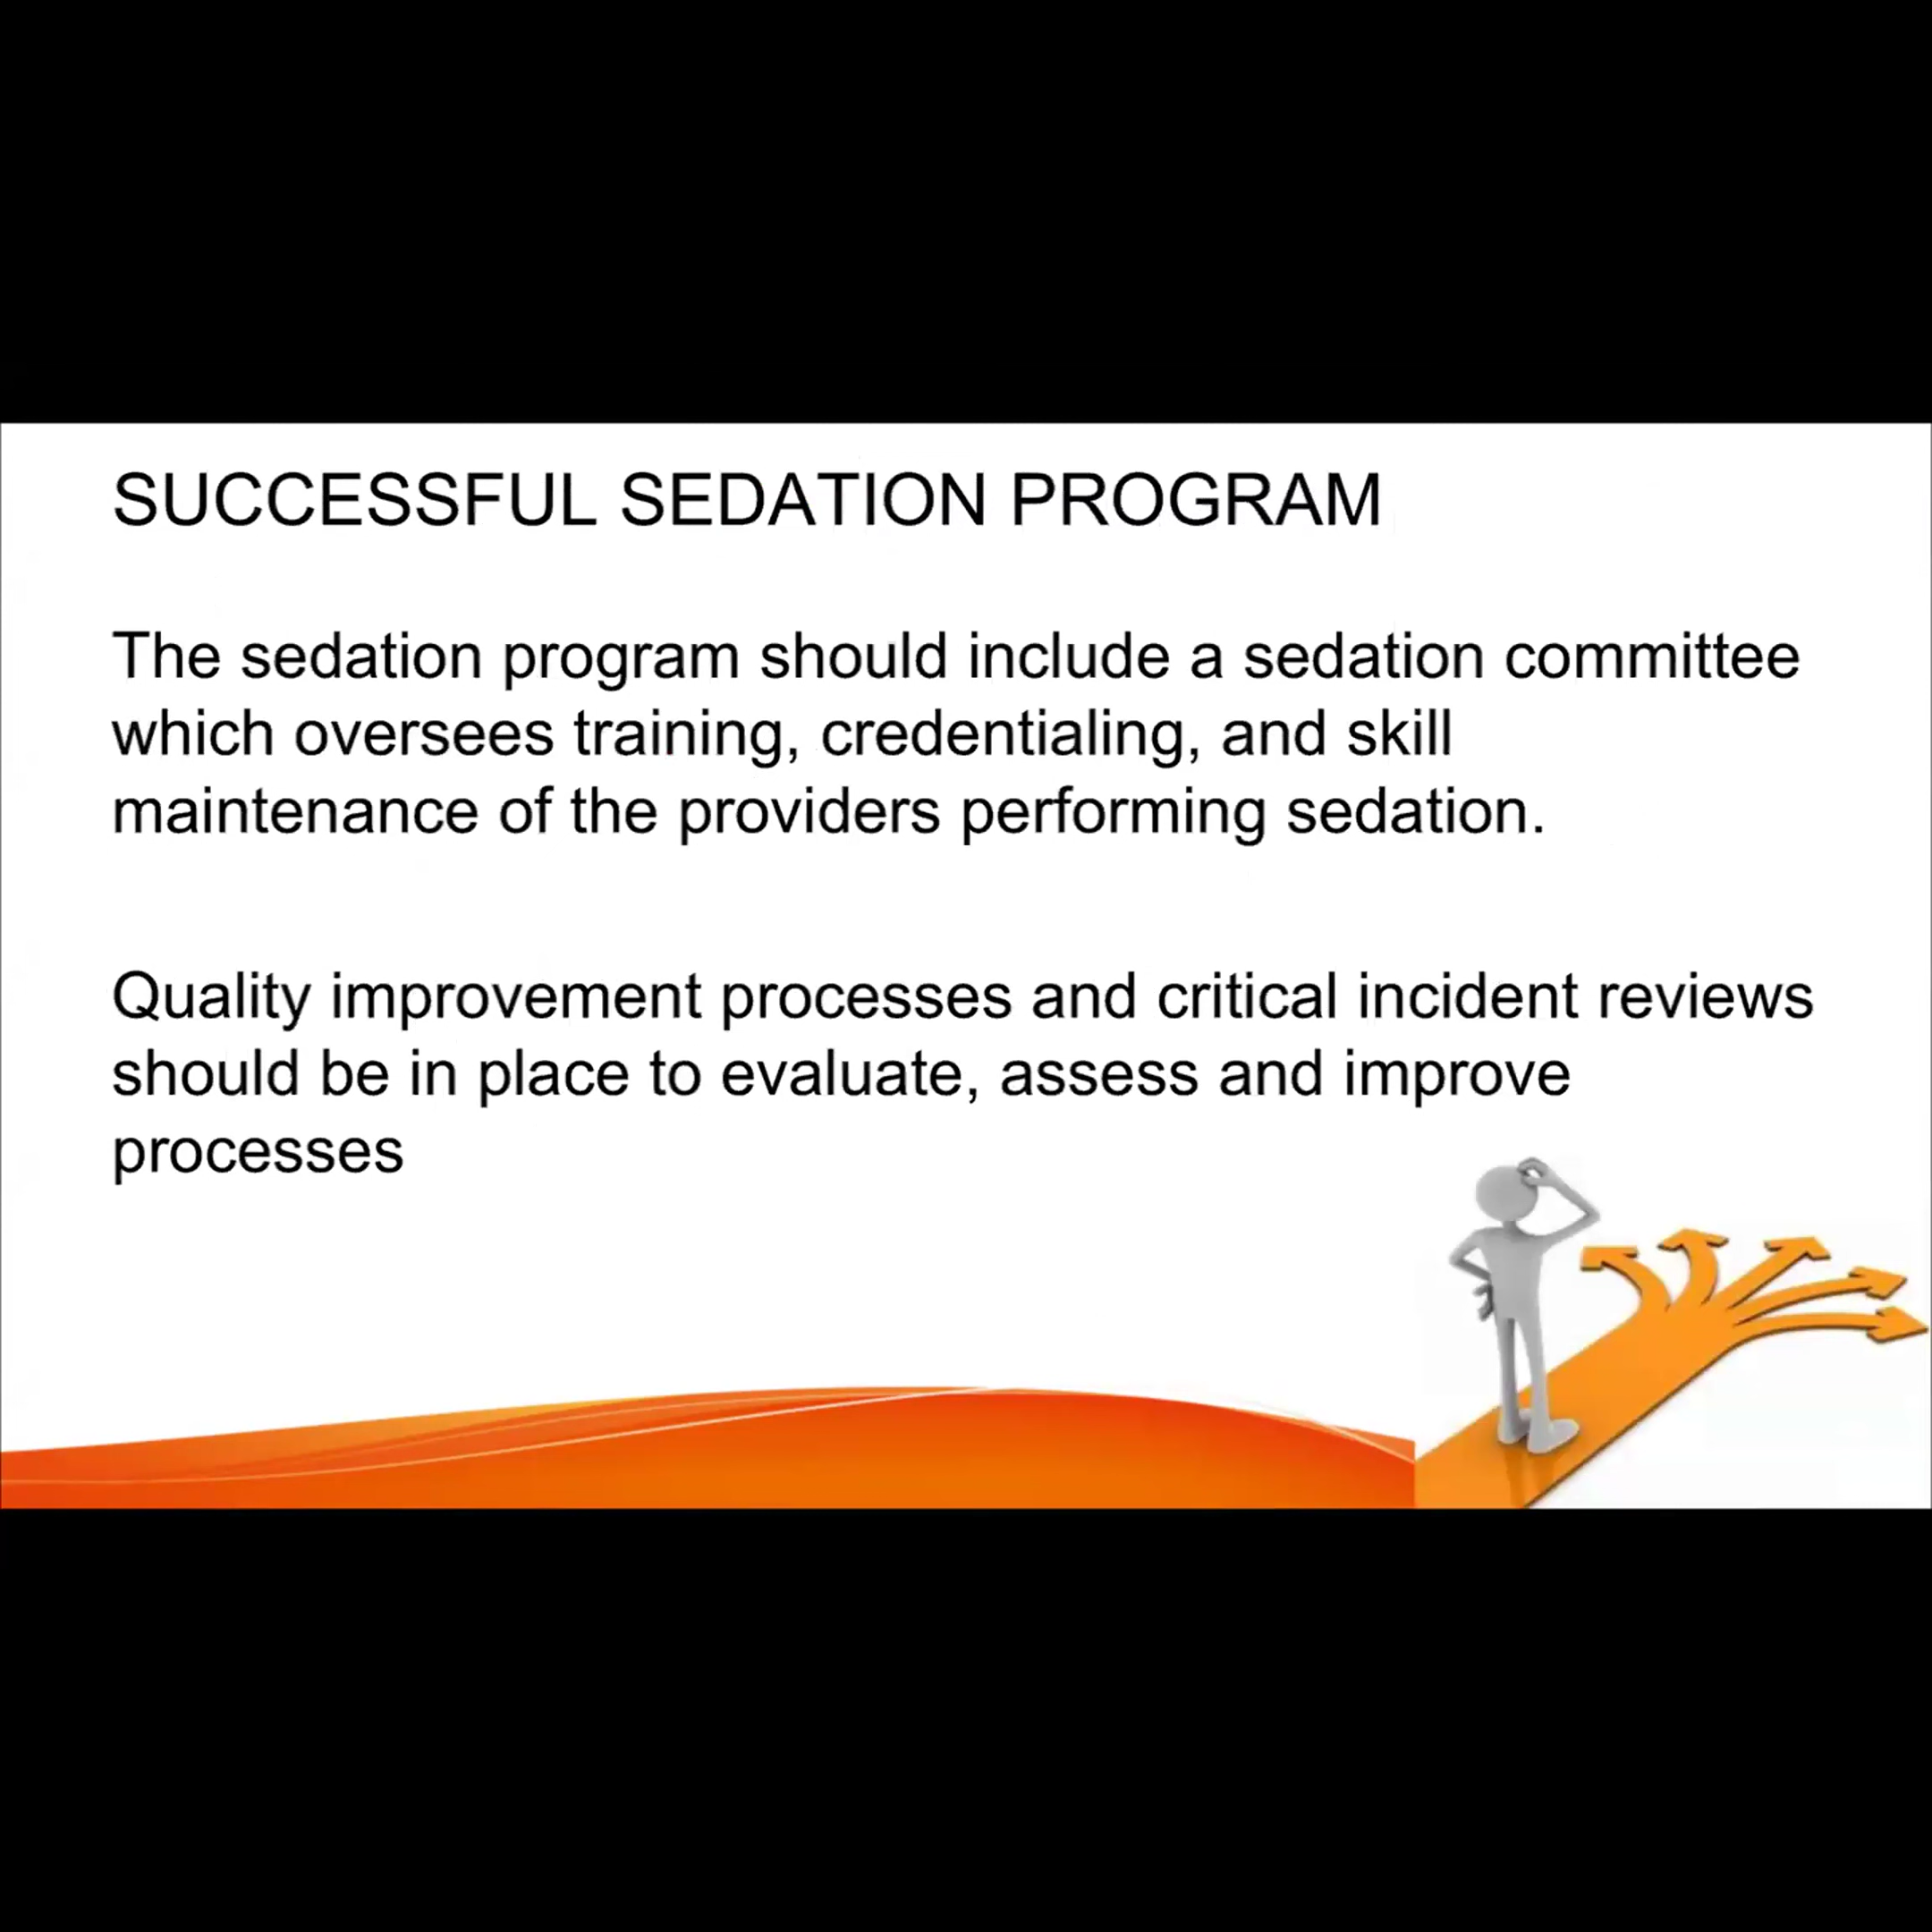 SUCCESSFUL SEDATION PROGRAM
The sedation program should include a sedation committee
which oversees training, credentialing, and skill
maintenance of the providers performing sedation.
Quality improvement processes and critical incident reviews
should be in place to evaluate, assess and improve
processes